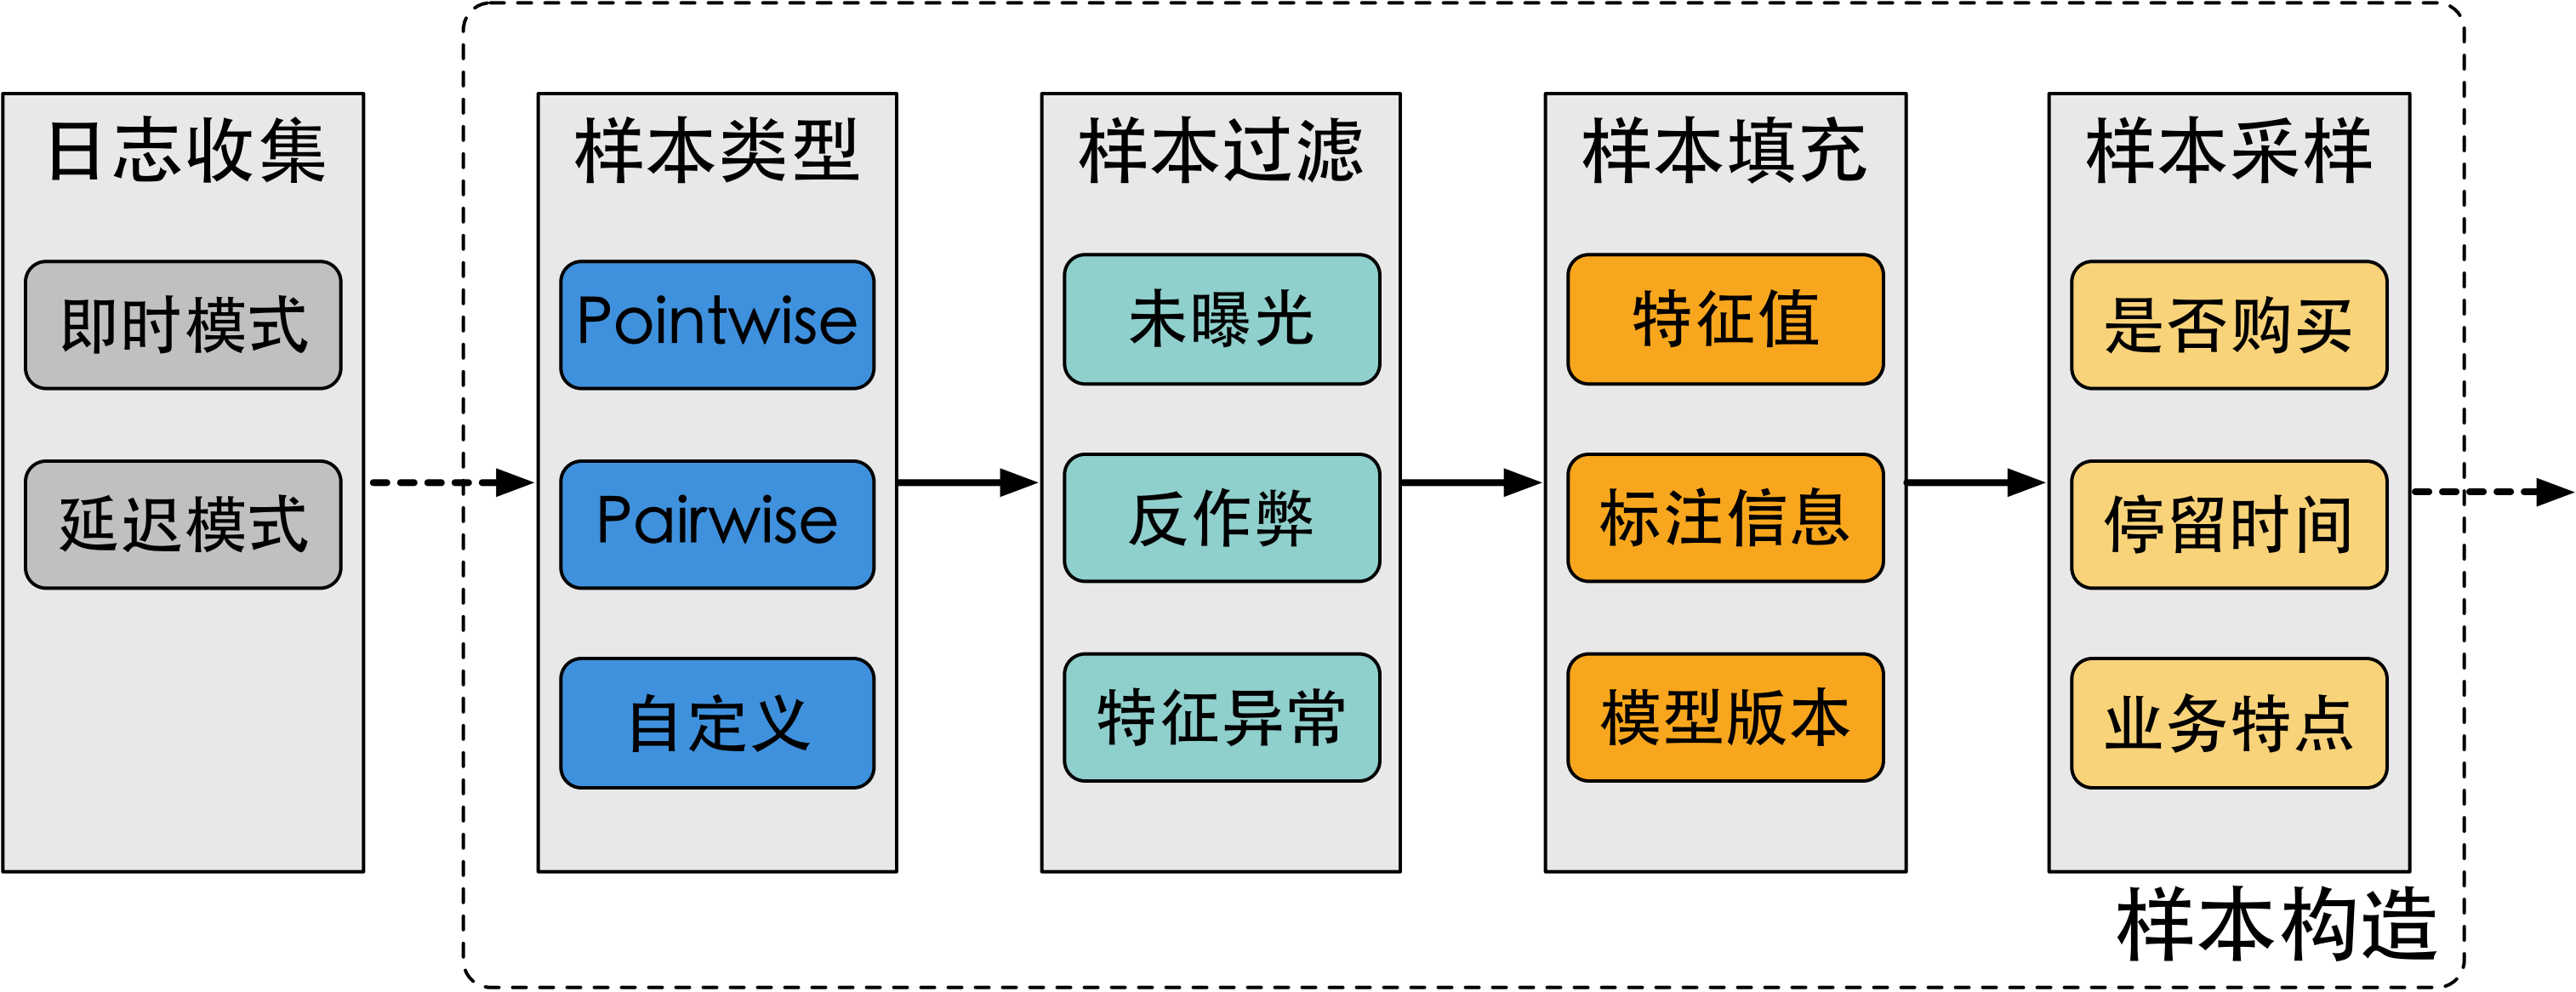 日志收集
即时模式
延迟模式
样本类型
Pointwise
Pairwise
自定义
样本过滤
未曝光
反作弊
特征异常
样本填充
特征值
标注信息
模型版本
样本采样
是否购买
停留时间
业务特点
样本构造